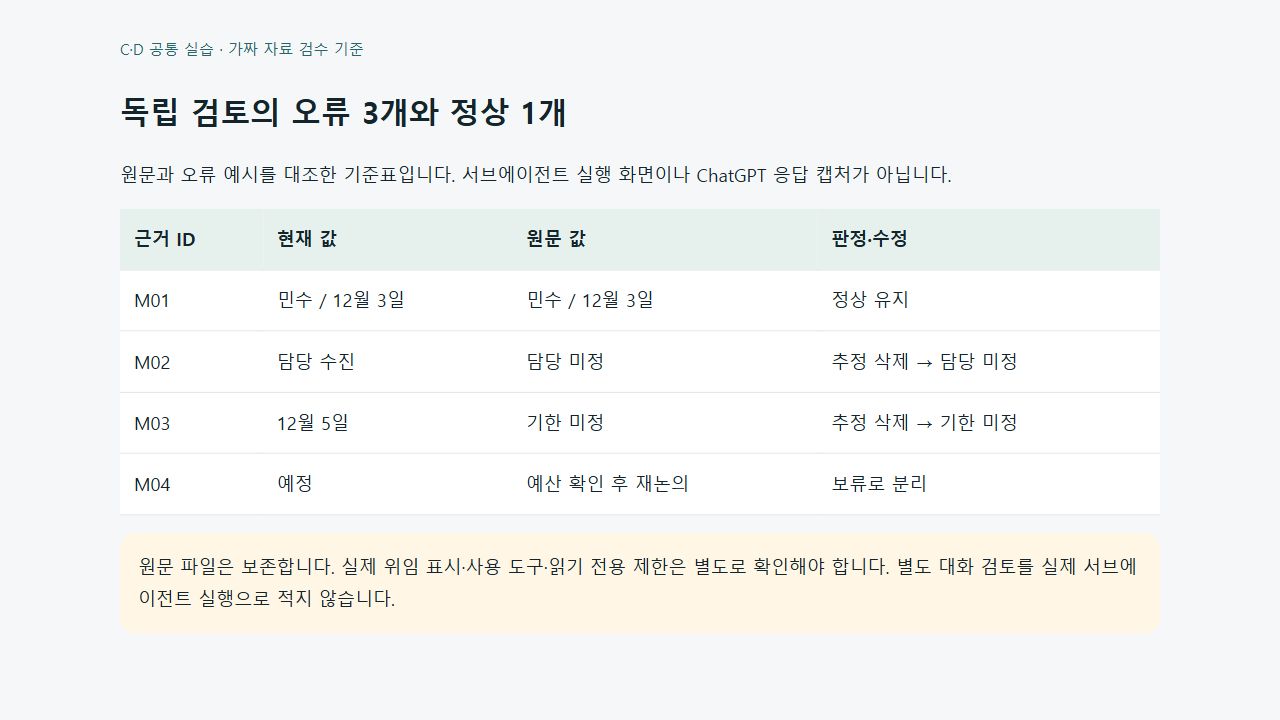 C·D 공통 실습 · 가짜 자료 검수 기준
독립 검토의 오류 3개와 정상 1개
원문과 오류 예시를 대조한 기준표입니다. 서브에이전트 실행 화면이나 ChatGPT 응답 캡처가 아닙니다.
근거 ID 현재 값 원문 값 판정·수정
M01 민수 / 12월 3일 민수 / 12월 3일 정상 유지
M02 담당 수진 담당 미정 추정 삭제 → 담당 미정
M03 12월 5일 기한 미정 추정 삭제 → 기한 미정
M04 예정 예산 확인 후 재논의 보류로 분리
원문 파일은 보존합니다. 실제 위임 표시·사용 도구·읽기 전용 제한은 별도로 확인해야 합니다. 별도 대화 검토를 실제 서브에
이전트 실행으로 적지 않습니다.